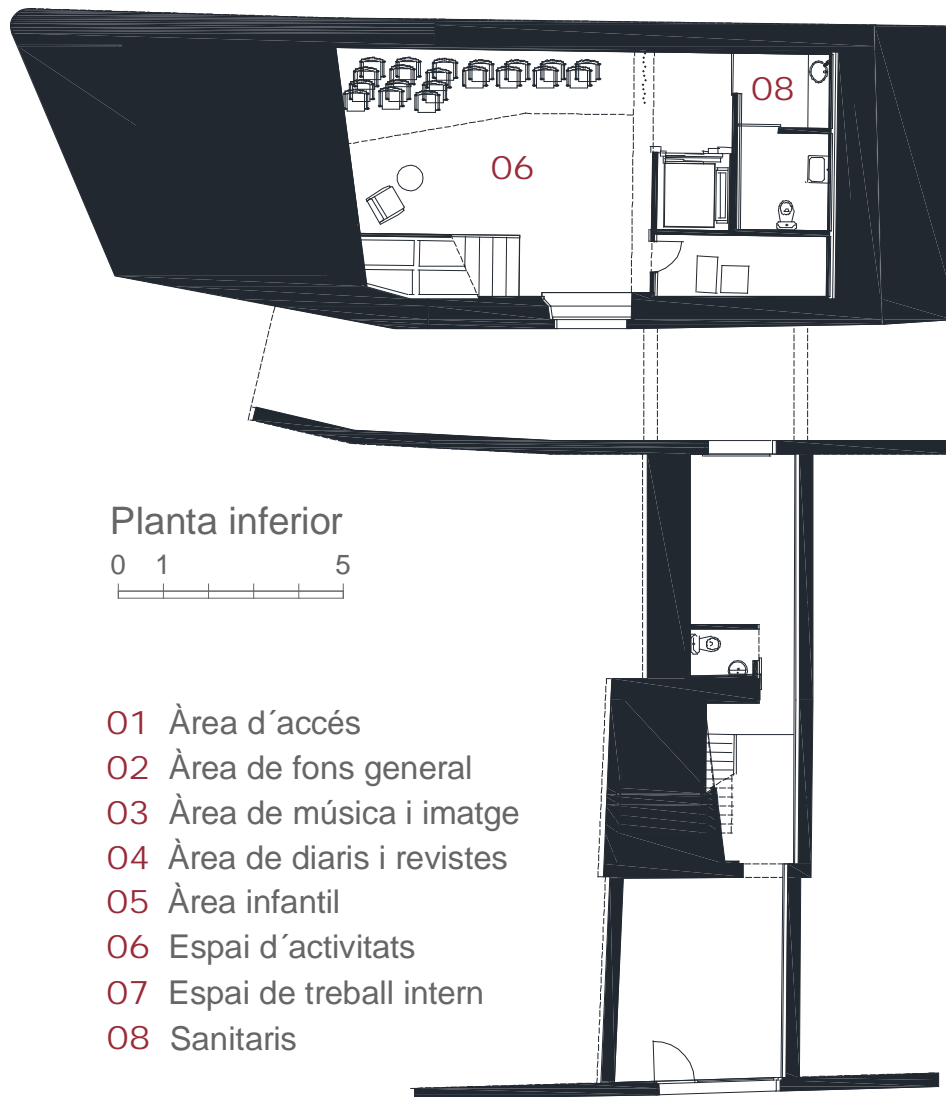 08
06
Planta inferior
0 1 5
01 Àrea d´accés
02 Àrea de fons general
03 Àrea de música i imatge
04 Àrea de diaris i revistes
05 Àrea infantil
06 Espai d´activitats
07 Espai de treball intern
08 Sanitaris